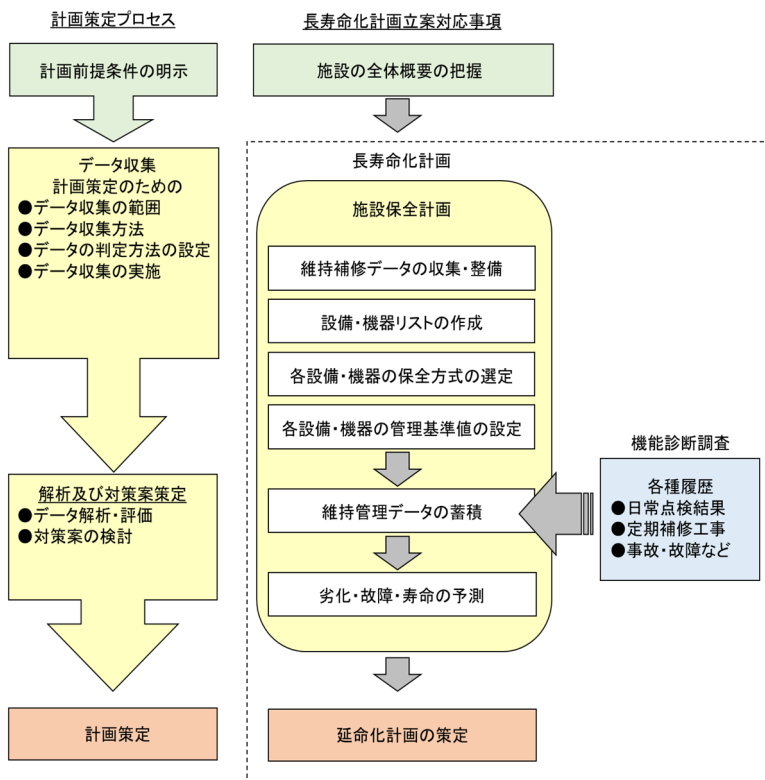 計画策定プロセス
計画前提条件の明示
データ収集
計画策定のための
●データ収集の範囲
●データ収集方法
●データの判定方法の設定
●データ収集の実施
解析及び対策案策定
●データ解析・評価
●対策案の検討
計画策定
長寿命化計画立案対応事項
施設の全体概要の把握
長寿命化計画
施設保全計画
維持補修データの収集・整備
設備・機器リストの作成
各設備・機器の保全方式の選定
各設備・機器の管理基準値の設定
維持管理データの蓄積
劣化・故障・寿命の予測
延命化計画の策定
機能診断調査
各種履歴
●日常点検結果
●定期補修工事
●事故・故障など